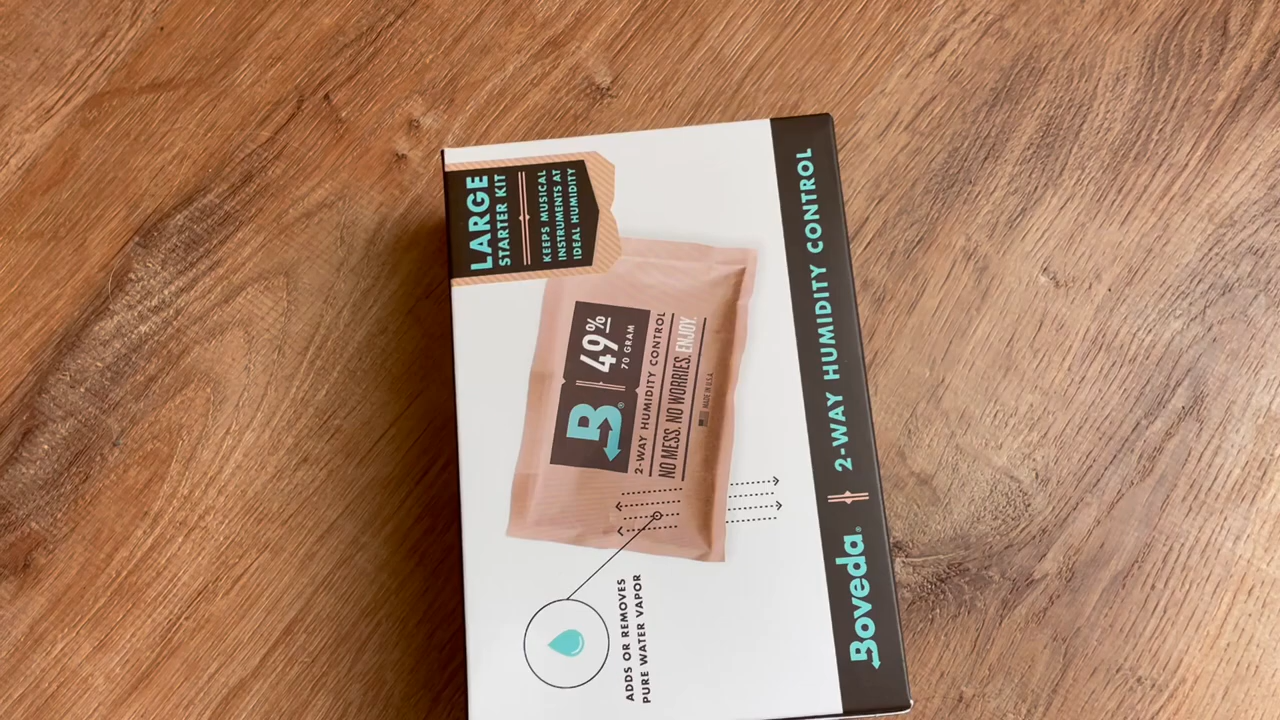 LARGE
STARTER KIT
KEEPS MUSICAL
INSTRUMENTS AT
IDEAL HUMIDITY
B® 49%
70 GRAM
2-WAY HUMIDITY CONTROL
NO MESS. NO WORRIES. ENJOY.
MADE IN U.S.A.
ADDS OR REMOVES
PURE WATER VAPOR
Boveda® 2-WAY HUMIDITY CONTROL